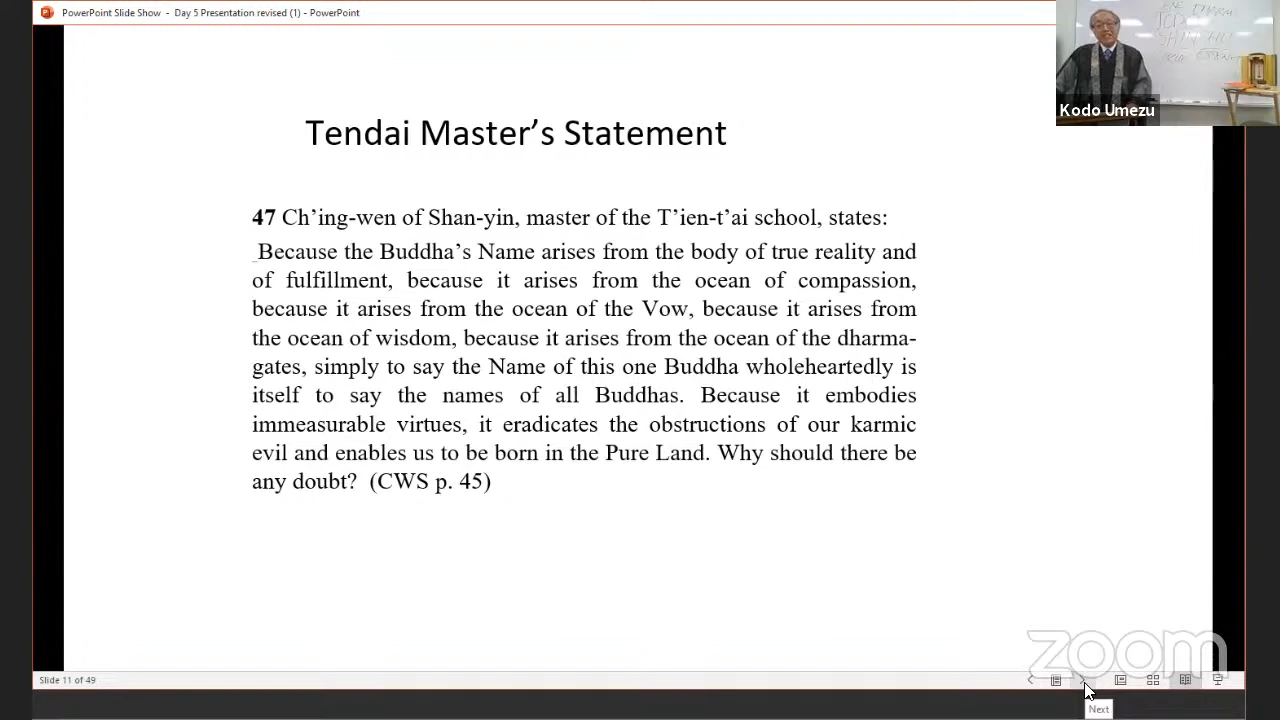 PowerPoint Slide Show - Day 5 Presentation revised (1) - PowerPoint
Kodo Umezu
Tendai Master's Statement
47 Ch'ing-wen of Shan-yin, master of the T'ien-t'ai school, states:
Because the Buddha's Name arises from the body of true reality and
of fulfillment, because it arises from the ocean of compassion,
because it arises from the ocean of the Vow, because it arises from
the ocean of wisdom, because it arises from the ocean of the dharma-
gates, simply to say the Name of this one Buddha wholeheartedly is
itself to say the names of all Buddhas. Because it embodies
immeasurable virtues, it eradicates the obstructions of our karmic
evil and enables us to be born in the Pure Land. Why should there be
any doubt? (CWS p. 45)
zoom
Slide 11 of 49
Next